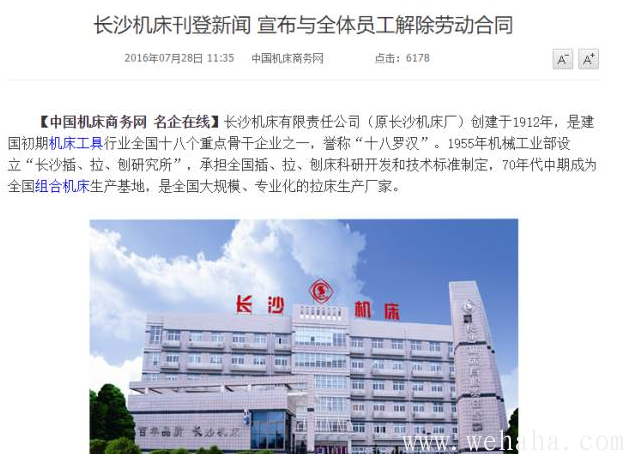 长沙机床刊登新闻 宣布与全体员工解除劳动合同
2016年07月28日 11:35 中国机床商务网 点击：6178 A- A+
【中国机床商务网 名企在线】长沙机床有限责任公司（原长沙机床厂）创建于1912年，是建
国初期机床工具行业全国十八个重点骨干企业之一，誉称“十八罗汉”。1955年机械工业部设
立“长沙插、拉、刨研究所”，承担全国插、拉、刨床科研开发和技术标准制定，70年代中期成为
全国组合机床生产基地，是全国大规模、专业化的拉床生产厂家。
长沙 机床
百年品质 长沙机床
www.wehaha.com